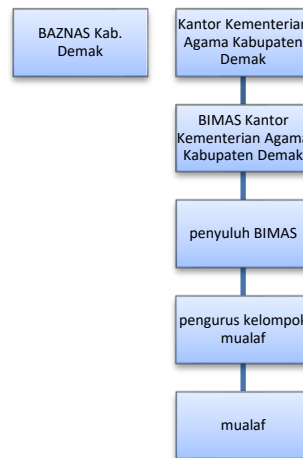 BAZNAS Kab.
Demak
Kantor Kementerian
Agama Kabupaten
Demak
BIMAS Kantor
Kementerian Agama
Kabupaten Demak
penyuluh BIMAS
pengurus kelompok
mualaf
mualaf